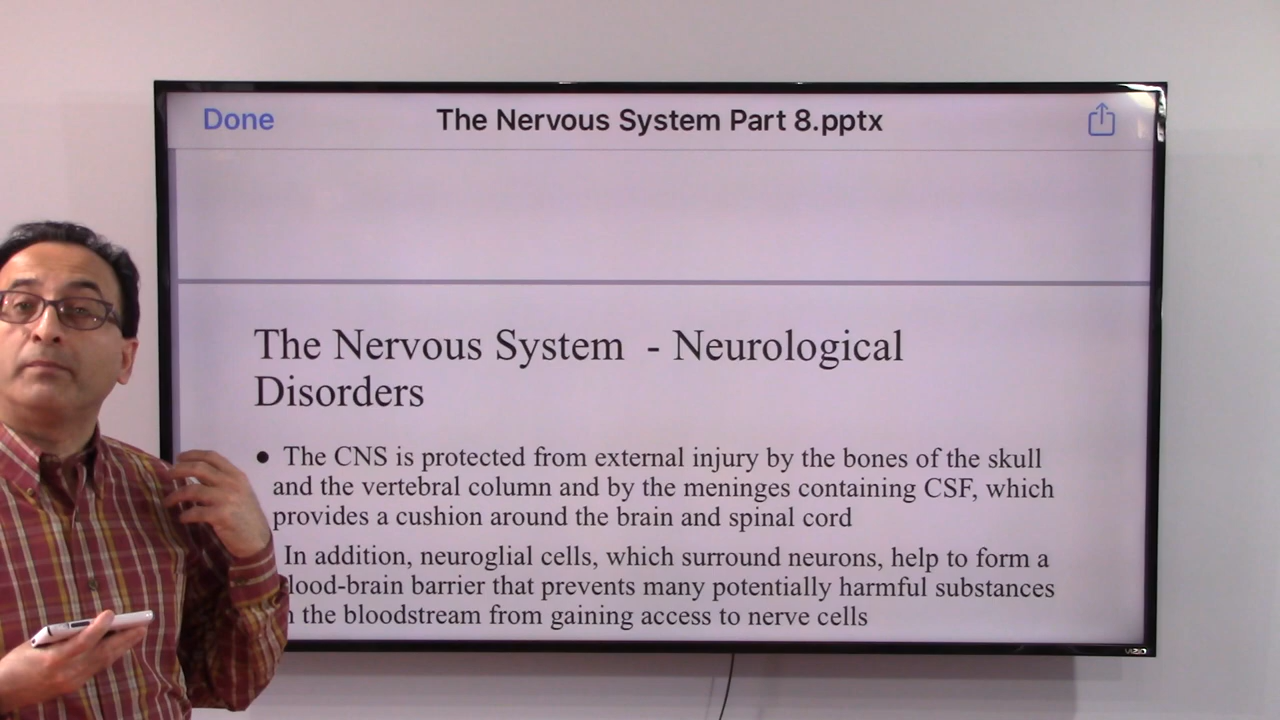 Done The Nervous System Part 8.pptx
The Nervous System - Neurological
Disorders
• The CNS is protected from external injury by the bones of the skull
and the vertebral column and by the meninges containing CSF, which
provides a cushion around the brain and spinal cord
In addition, neuroglial cells, which surround neurons, help to form a
lood-brain barrier that prevents many potentially harmful substances
the bloodstream from gaining access to nerve cells
VIZIO